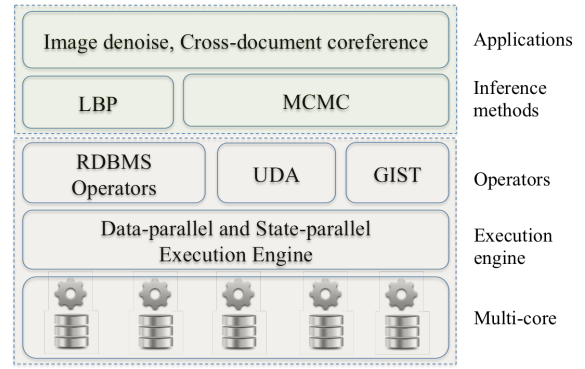 Image denoise, Cross-document coreference
Applications
LBP
MCMC
Inference
methods
RDBMS
Operators
UDA
GIST
Operators
Data-parallel and State-parallel
Execution Engine
Execution
engine
Multi-core